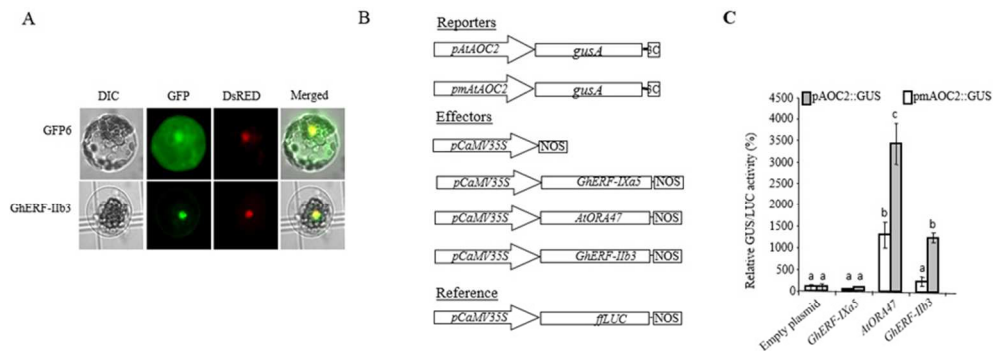 A
DIC GFP DsRED Merged
GFP6
GhERF-IIb3
B
Reporters
pAtAOC2 gusA
pmAtAOC2 gusA
Effectors
pCaMV35S NOS
pCaMV35S GhERF-IXa5 NOS
pCaMV35S AtORA47 NOS
pCaMV35S GhERF-IIb3 NOS
Reference
pCaMV35S ffLUC NOS
C
pAOC2::GUS pmAOC2::GUS
Relative GUS/LUC activity (%)
4500
4000
3500
3000
2500
2000
1500
1000
500
0
a a a a b c a b
Empty plasmid
GhERF-IXa5
AtORA47
GhERF-IIb3